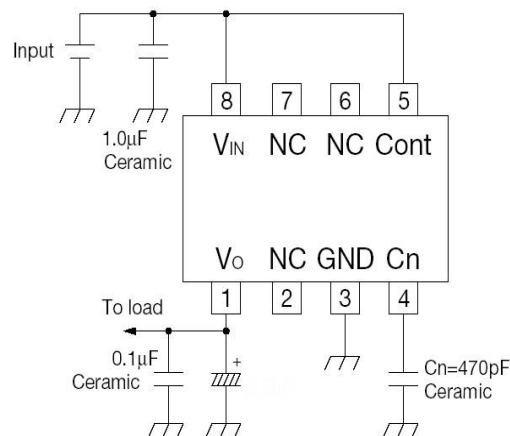 Input
1.0μF
Ceramic
8 7 6 5
VIN NC NC Cont
VO NC GND Cn
1 2 3 4
To load
0.1μF
Ceramic
+
Cn=470pF
Ceramic